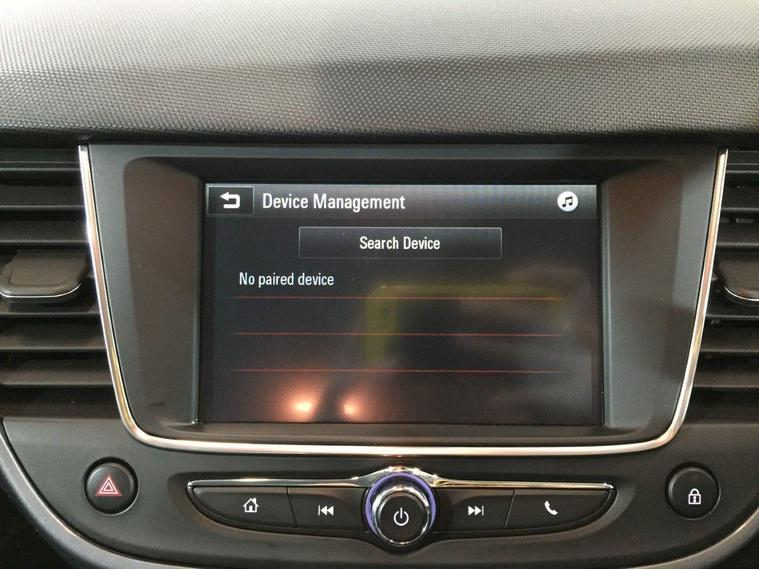 Device Management
Search Device
No paired device